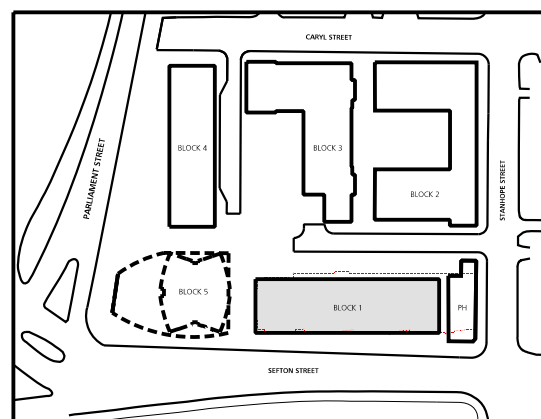 CARYL STREET
BLOCK 4
BLOCK 3
PARLIAMENT STREET
BLOCK 2
STANHOPE STREET
BLOCK 5
BLOCK 1
PH
SEFTON STREET